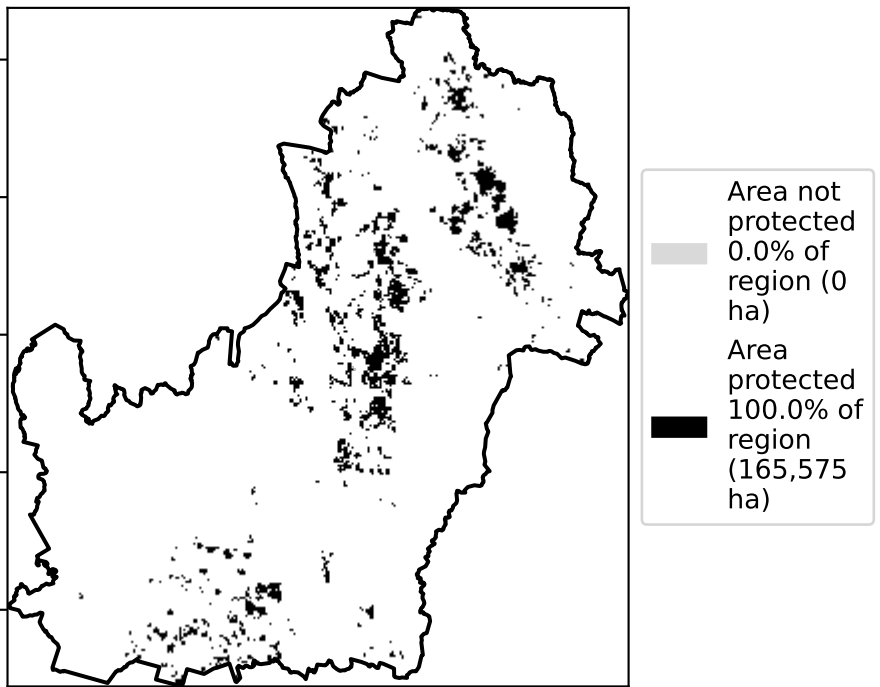 Area not
protected
0.0% of
region (0
ha)
Area
protected
100.0% of
region
(165,575
ha)